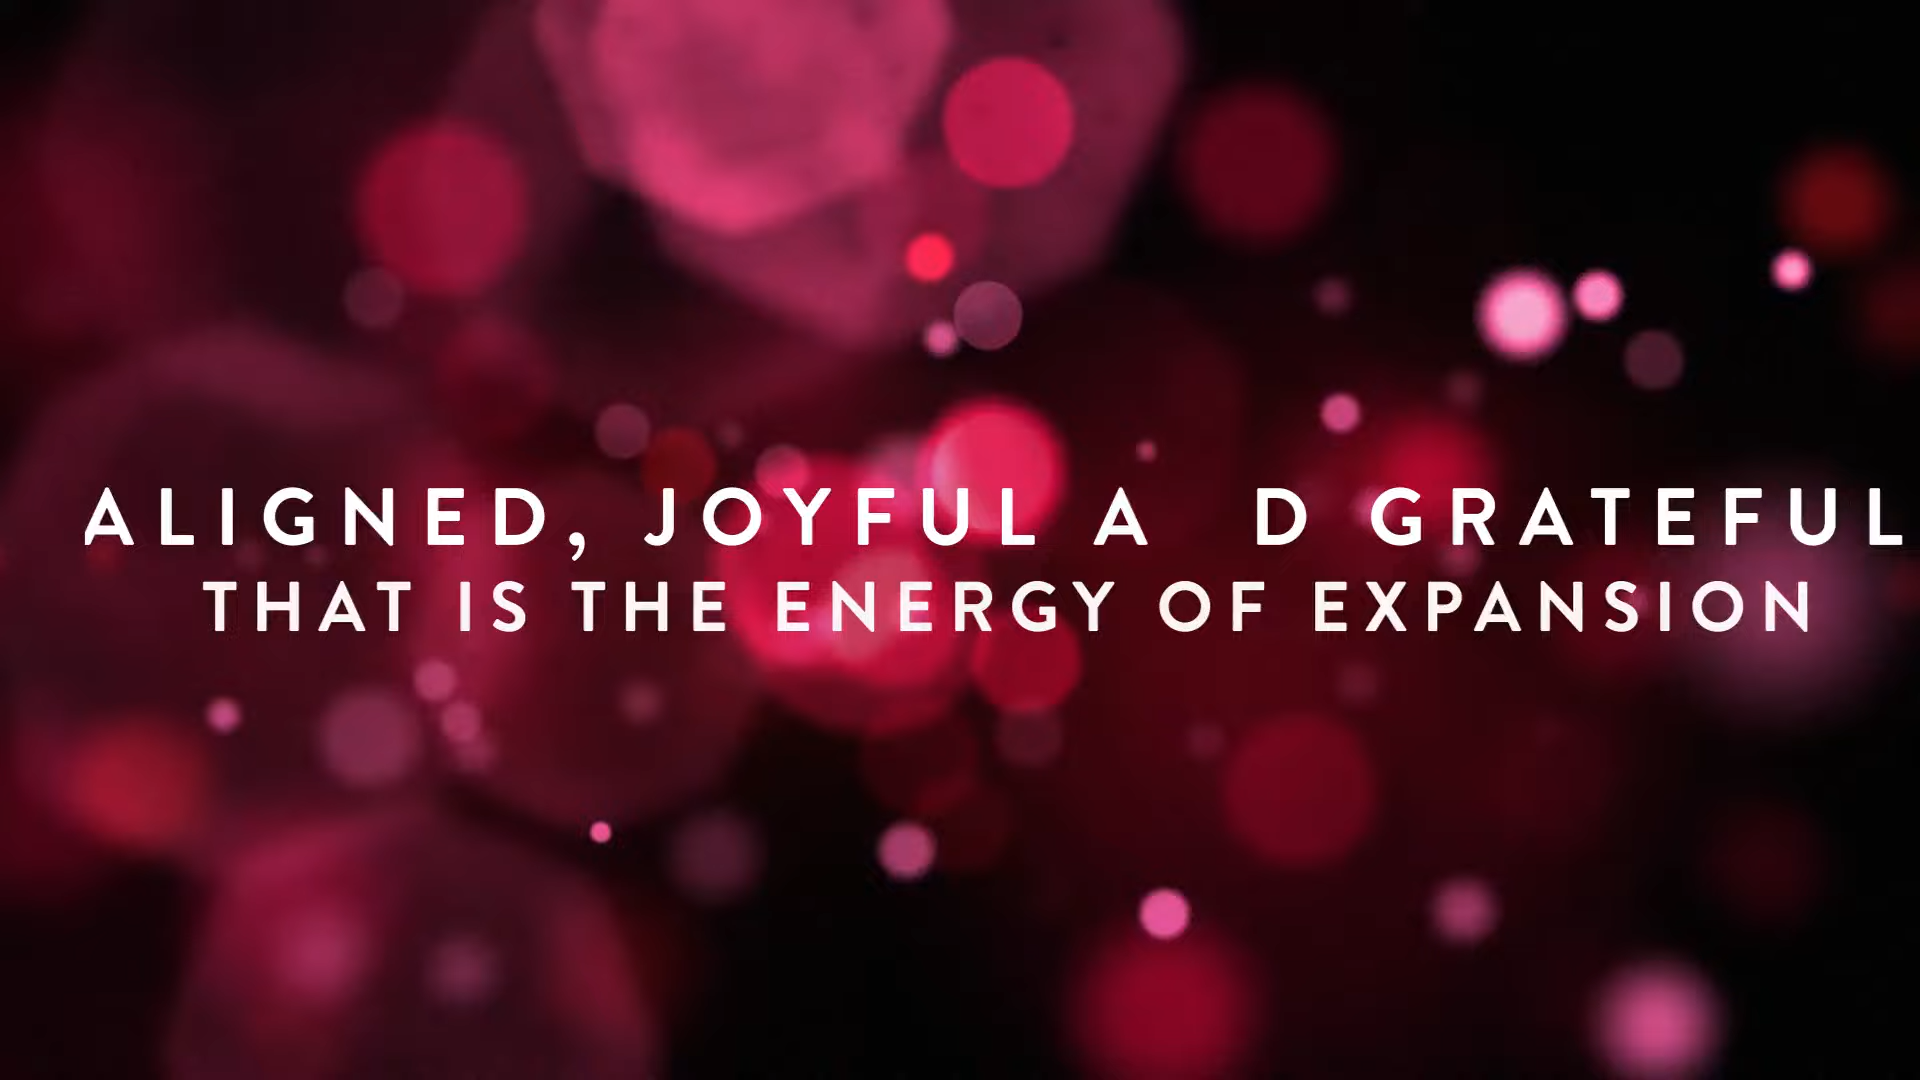 ALIGNED, JOYFUL A D GRATEFUL
THAT IS THE ENERGY OF EXPANSION